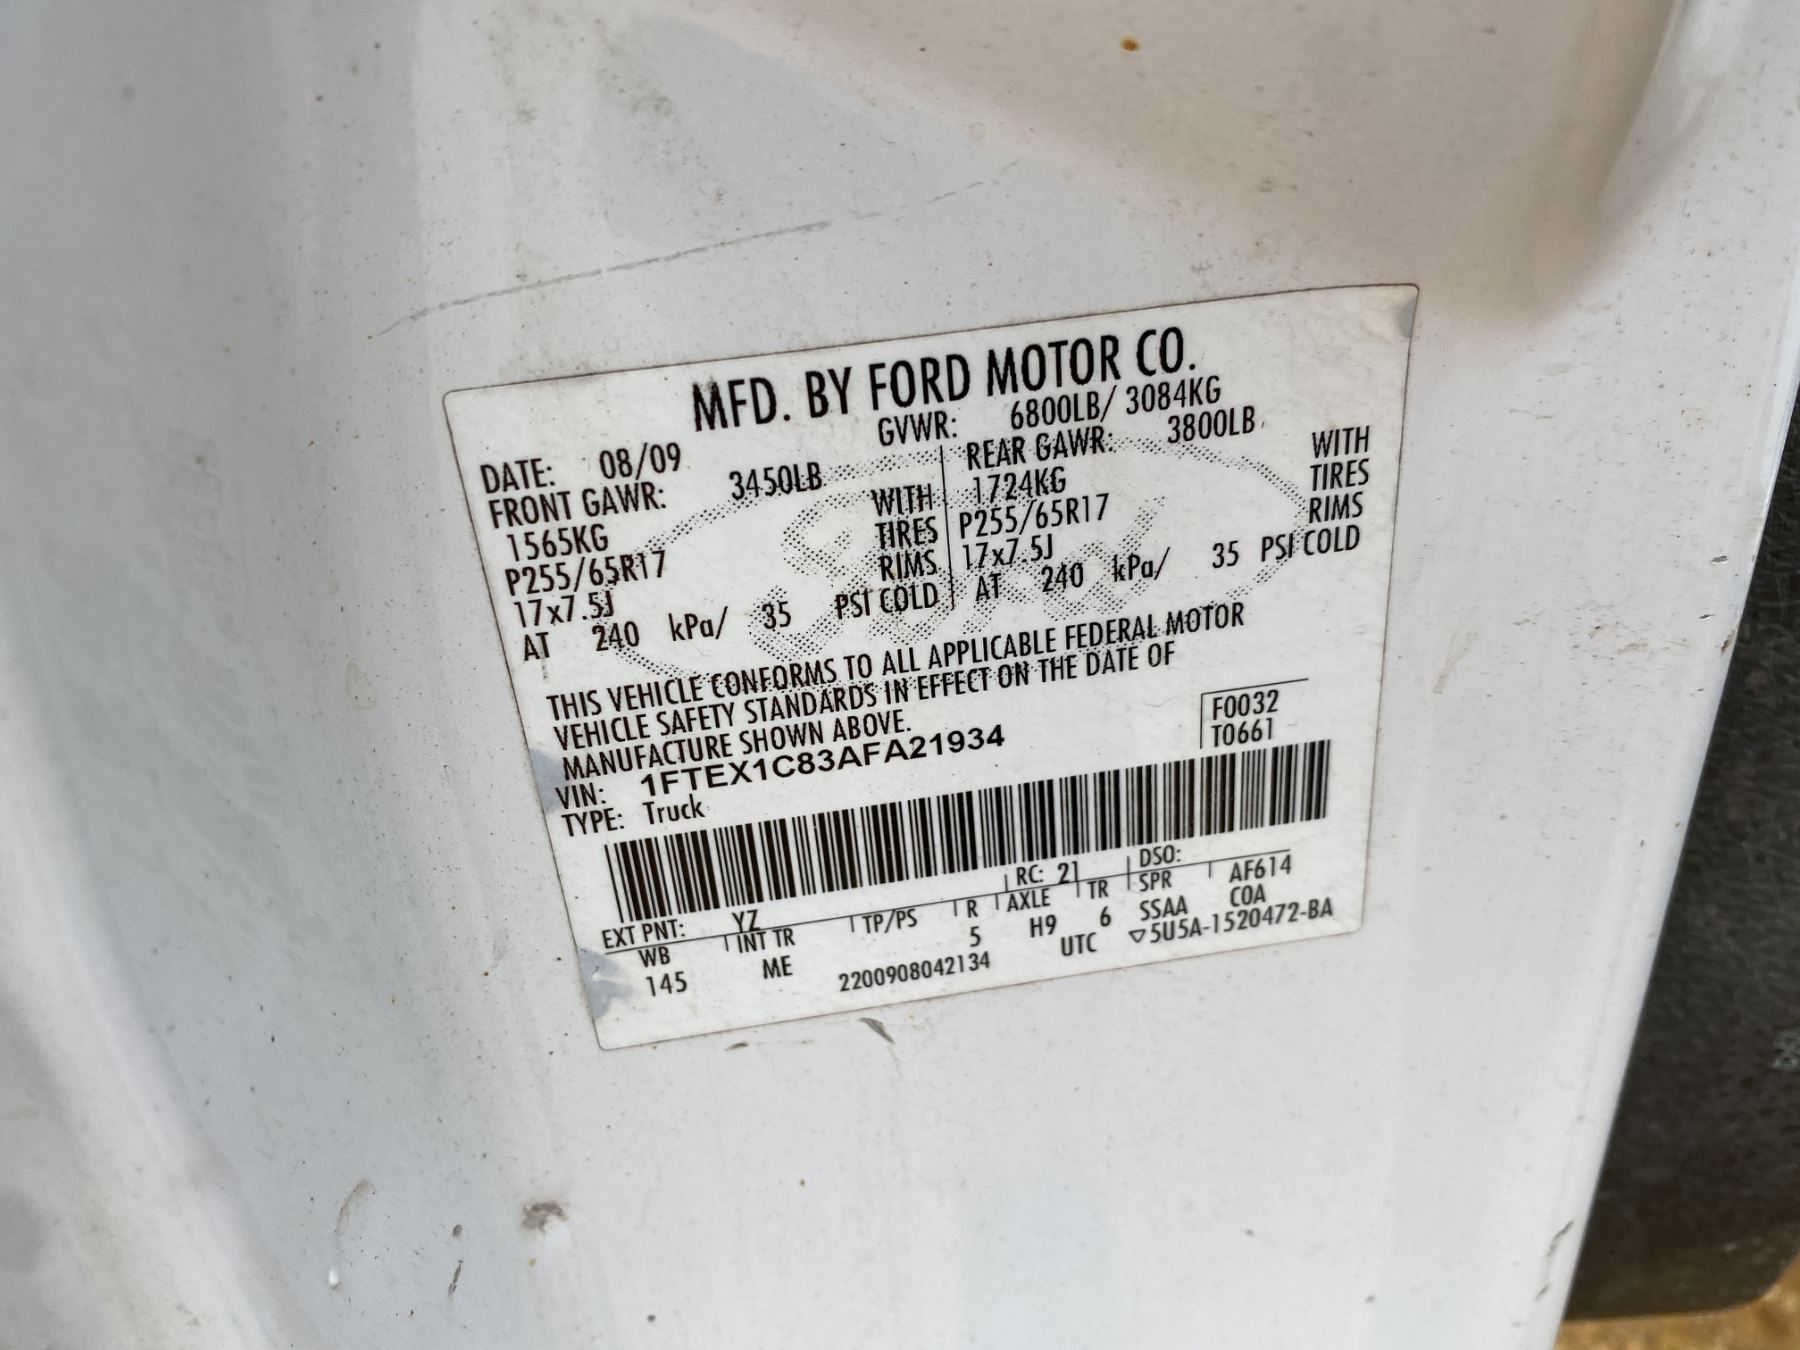 MFD. BY FORD MOTOR CO.
DATE: 08/09 GVWR: 6800LB/ 3084KG
FRONT GAWR: 3450LB REAR GAWR: 3800LB
1565KG WITH 1724KG WITH
P255/65R17 TIRES P255/65R17 TIRES
17x7.5J RIMS 17x7.5J RIMS
AT 240 kPa/ 35 PSI COLD AT 240 kPa/ 35 PSI COLD
THIS VEHICLE CONFORMS TO ALL APPLICABLE FEDERAL MOTOR
VEHICLE SAFETY STANDARDS IN EFFECT ON THE DATE OF
MANUFACTURE SHOWN ABOVE.
VIN: 1FTEX1C83AFA21934 F0032
TYPE: Truck T0661
EXT PNT: YZ RC: 21 DSO:
WB INT TR TP/PS R AXLE TR SPR AF614
145 ME 5 H9 6 SSAA COA
2200908042134 UTC ▽5U5A-1520472-BA